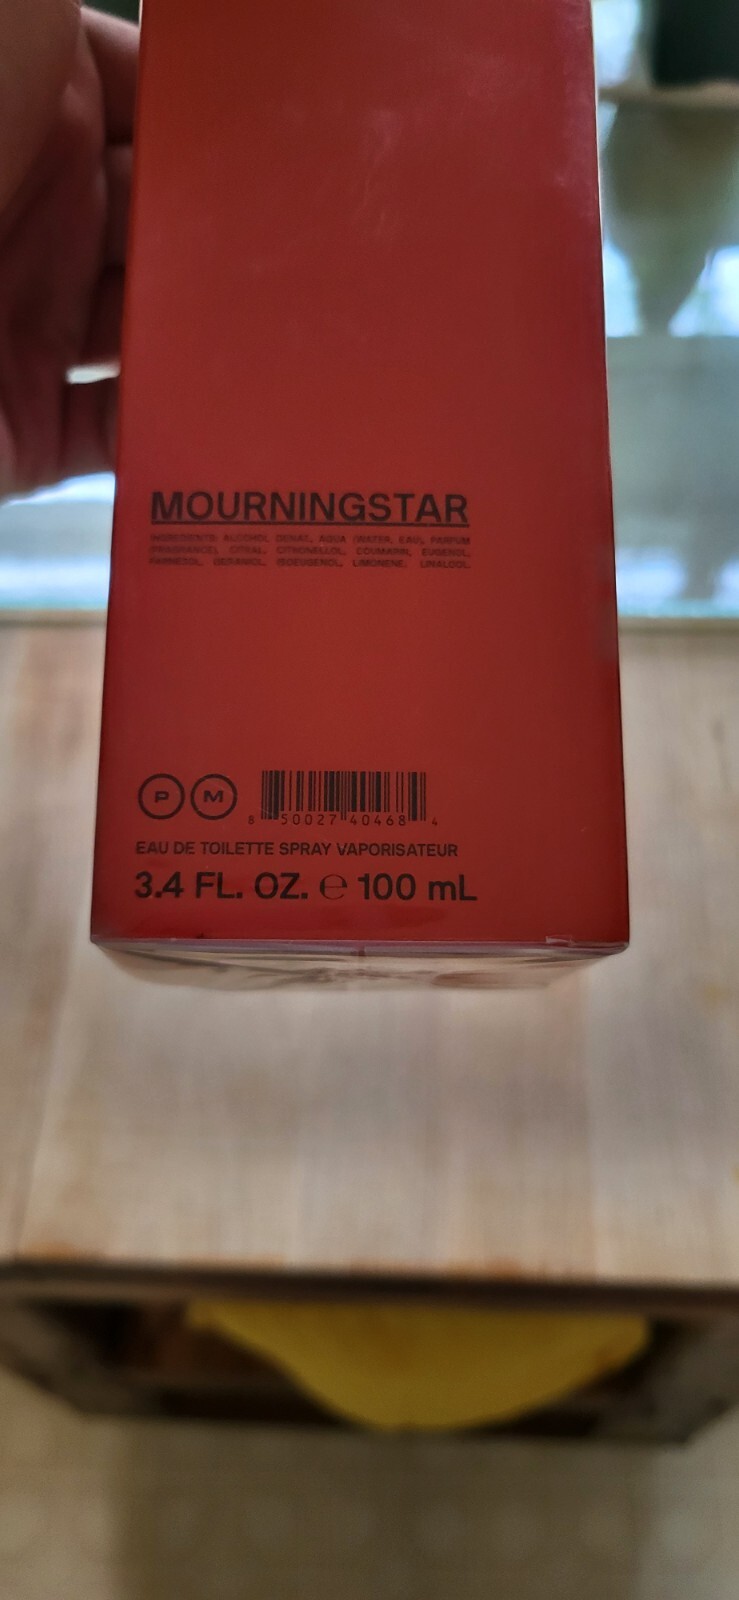 MOURNINGSTAR
INGREDIENTS: ALCOHOL DENAT., AQUA (WATER, EAU), PARFUM
(FRAGRANCE), CITRAL, CITRONELLOL, COUMARIN, EUGENOL,
FARNESOL, GERANIOL, ISOEUGENOL, LIMONENE, LINALOOL.
P M
8 50027 40468 4
EAU DE TOILETTE SPRAY VAPORISATEUR
3.4 FL. OZ. ℮ 100 mL